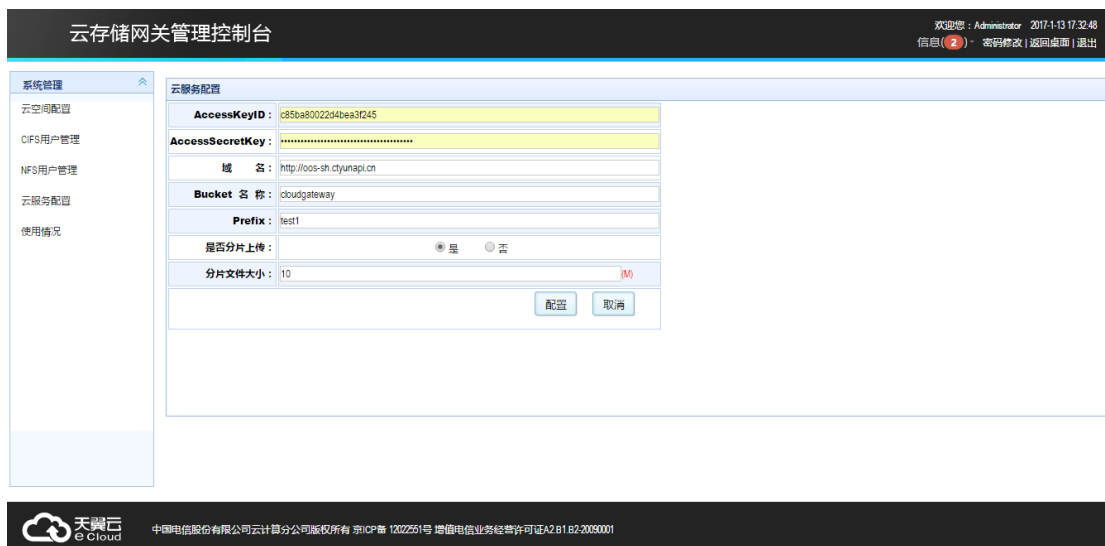 云存储网关管理控制台
欢迎您：Administrator 2017-1-13 17:32:48
信息(2) 密码修改 | 返回桌面 | 退出
系统管理
云空间配置
CIFS用户管理
NFS用户管理
云服务配置
使用情况
云服务配置
AccessKeyID： c85ba80022d4bea3f245
AccessSecretKey： ••••••••••••••••••••••••••••••••••••••••
域 名： http://oos-sh.ctyunapi.cn
Bucket 名 称： cloudgateway
Prefix： test1
是否分片上传： 是 否
分片文件大小： 10 (M)
配置 取消
天翼云
e Cloud
中国电信股份有限公司云计算分公司版权所有 京ICP备 12022551号 增值电信业务经营许可证A2.B1.B2-20090001